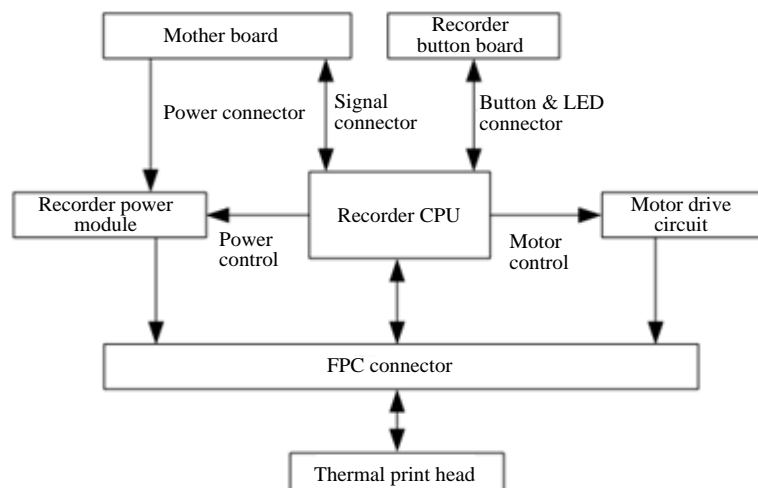 Mother board
Recorder
button board
Power connector
Signal
connector
Button & LED
connector
Recorder power
module
Recorder CPU
Motor drive
circuit
Power
control
Motor
control
FPC connector
Thermal print head